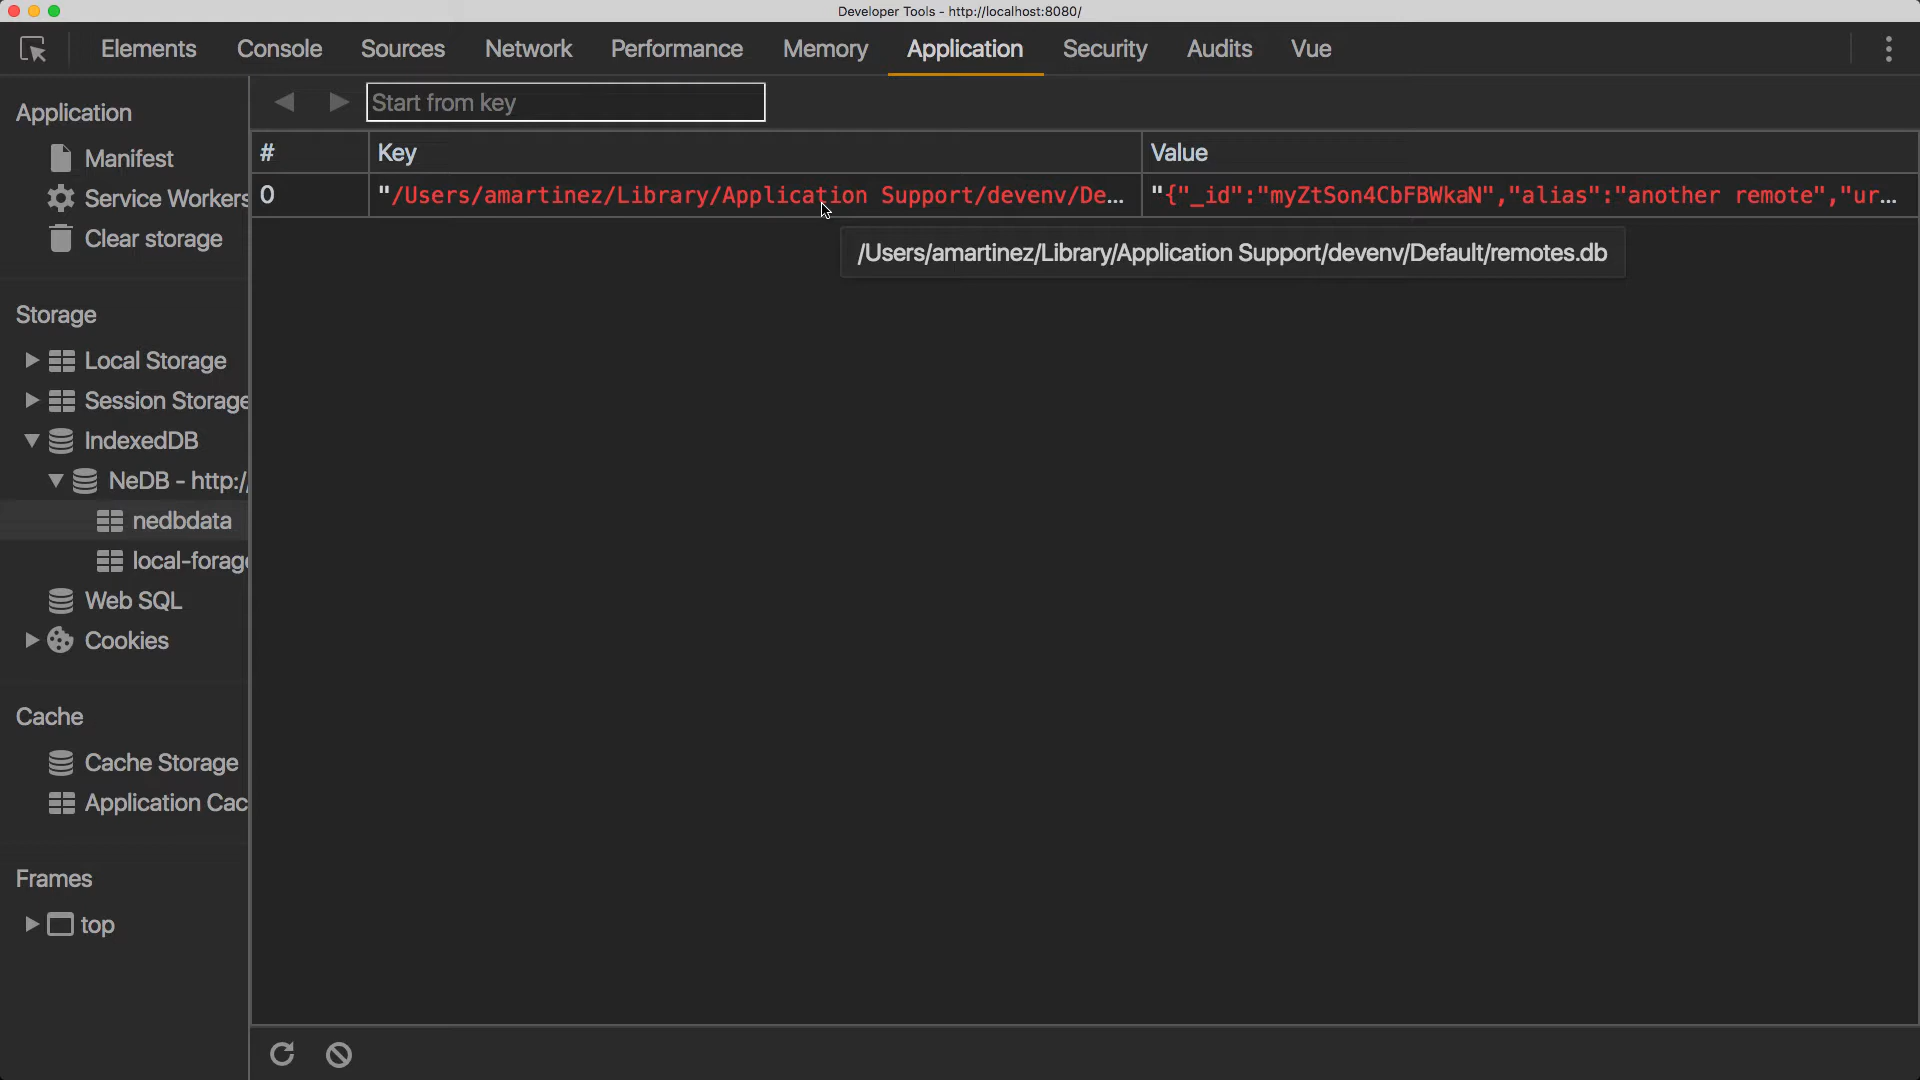 Developer Tools - http://localhost:8080/
Elements Console Sources Network Performance Memory Application Security Audits Vue
Application
Manifest
Service Workers
Clear storage
Storage
Local Storage
Session Storage
IndexedDB
NeDB - http:/
nedbdata
local-forage
Web SQL
Cookies
Cache
Cache Storage
Application Cac
Frames
top
Start from key
# Key Value
0 "/Users/amartinez/Library/Application Support/devenv/De… "{"_id":"myZtSon4CbFBWkaN","alias":"another remote","ur…
/Users/amartinez/Library/Application Support/devenv/Default/remotes.db